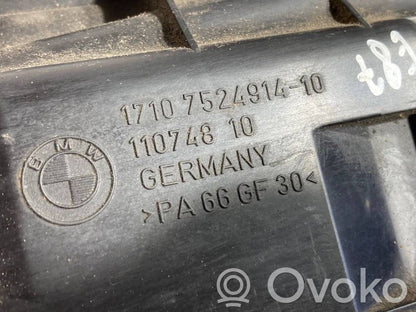 1710 7524914-10
110748 10
GERMANY
>PA 66 GF 30<
BMW
E87
Ovoko